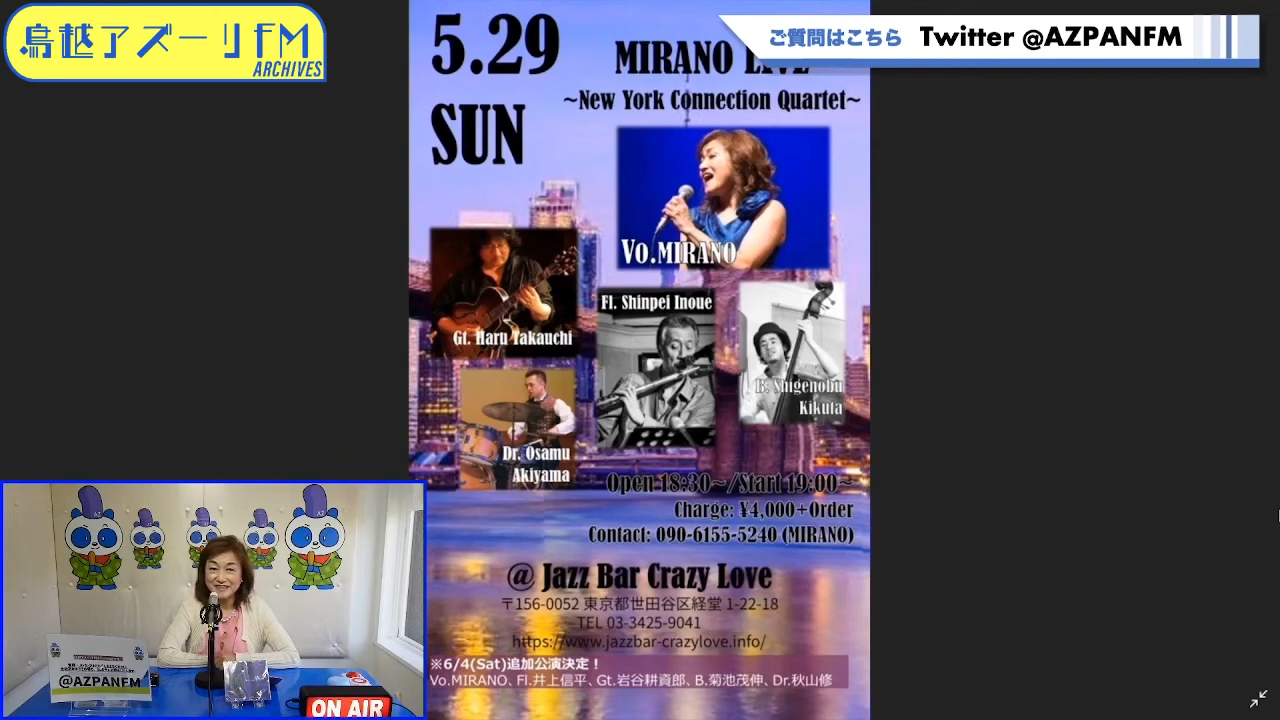 鳥越アズーリFM
ARCHIVES
ご質問はこちら Twitter @AZPANFM
5.29
SUN
MIRANO LIVE
~New York Connection Quartet~
Vo.MIRANO
Gt. Haru Takauchi
Fl. Shinpei Inoue
B. Shigenobu
Kikuta
Dr. Osamu
Akiyama
Open 18:30~/Start 19:00~
Charge: ¥4,000+Order
Contact: 090-6155-5240 (MIRANO)
@ Jazz Bar Crazy Love
〒156-0052 東京都世田谷区経堂 1-22-18
TEL 03-3425-9041
https://www.jazzbar-crazylove.info/
※6/4(Sat)追加公演決定！
Vo.MIRANO、Fl.井上信平、Gt.岩谷耕資郎、B.菊池茂伸、Dr.秋山修
@AZPANFM
ON AIR